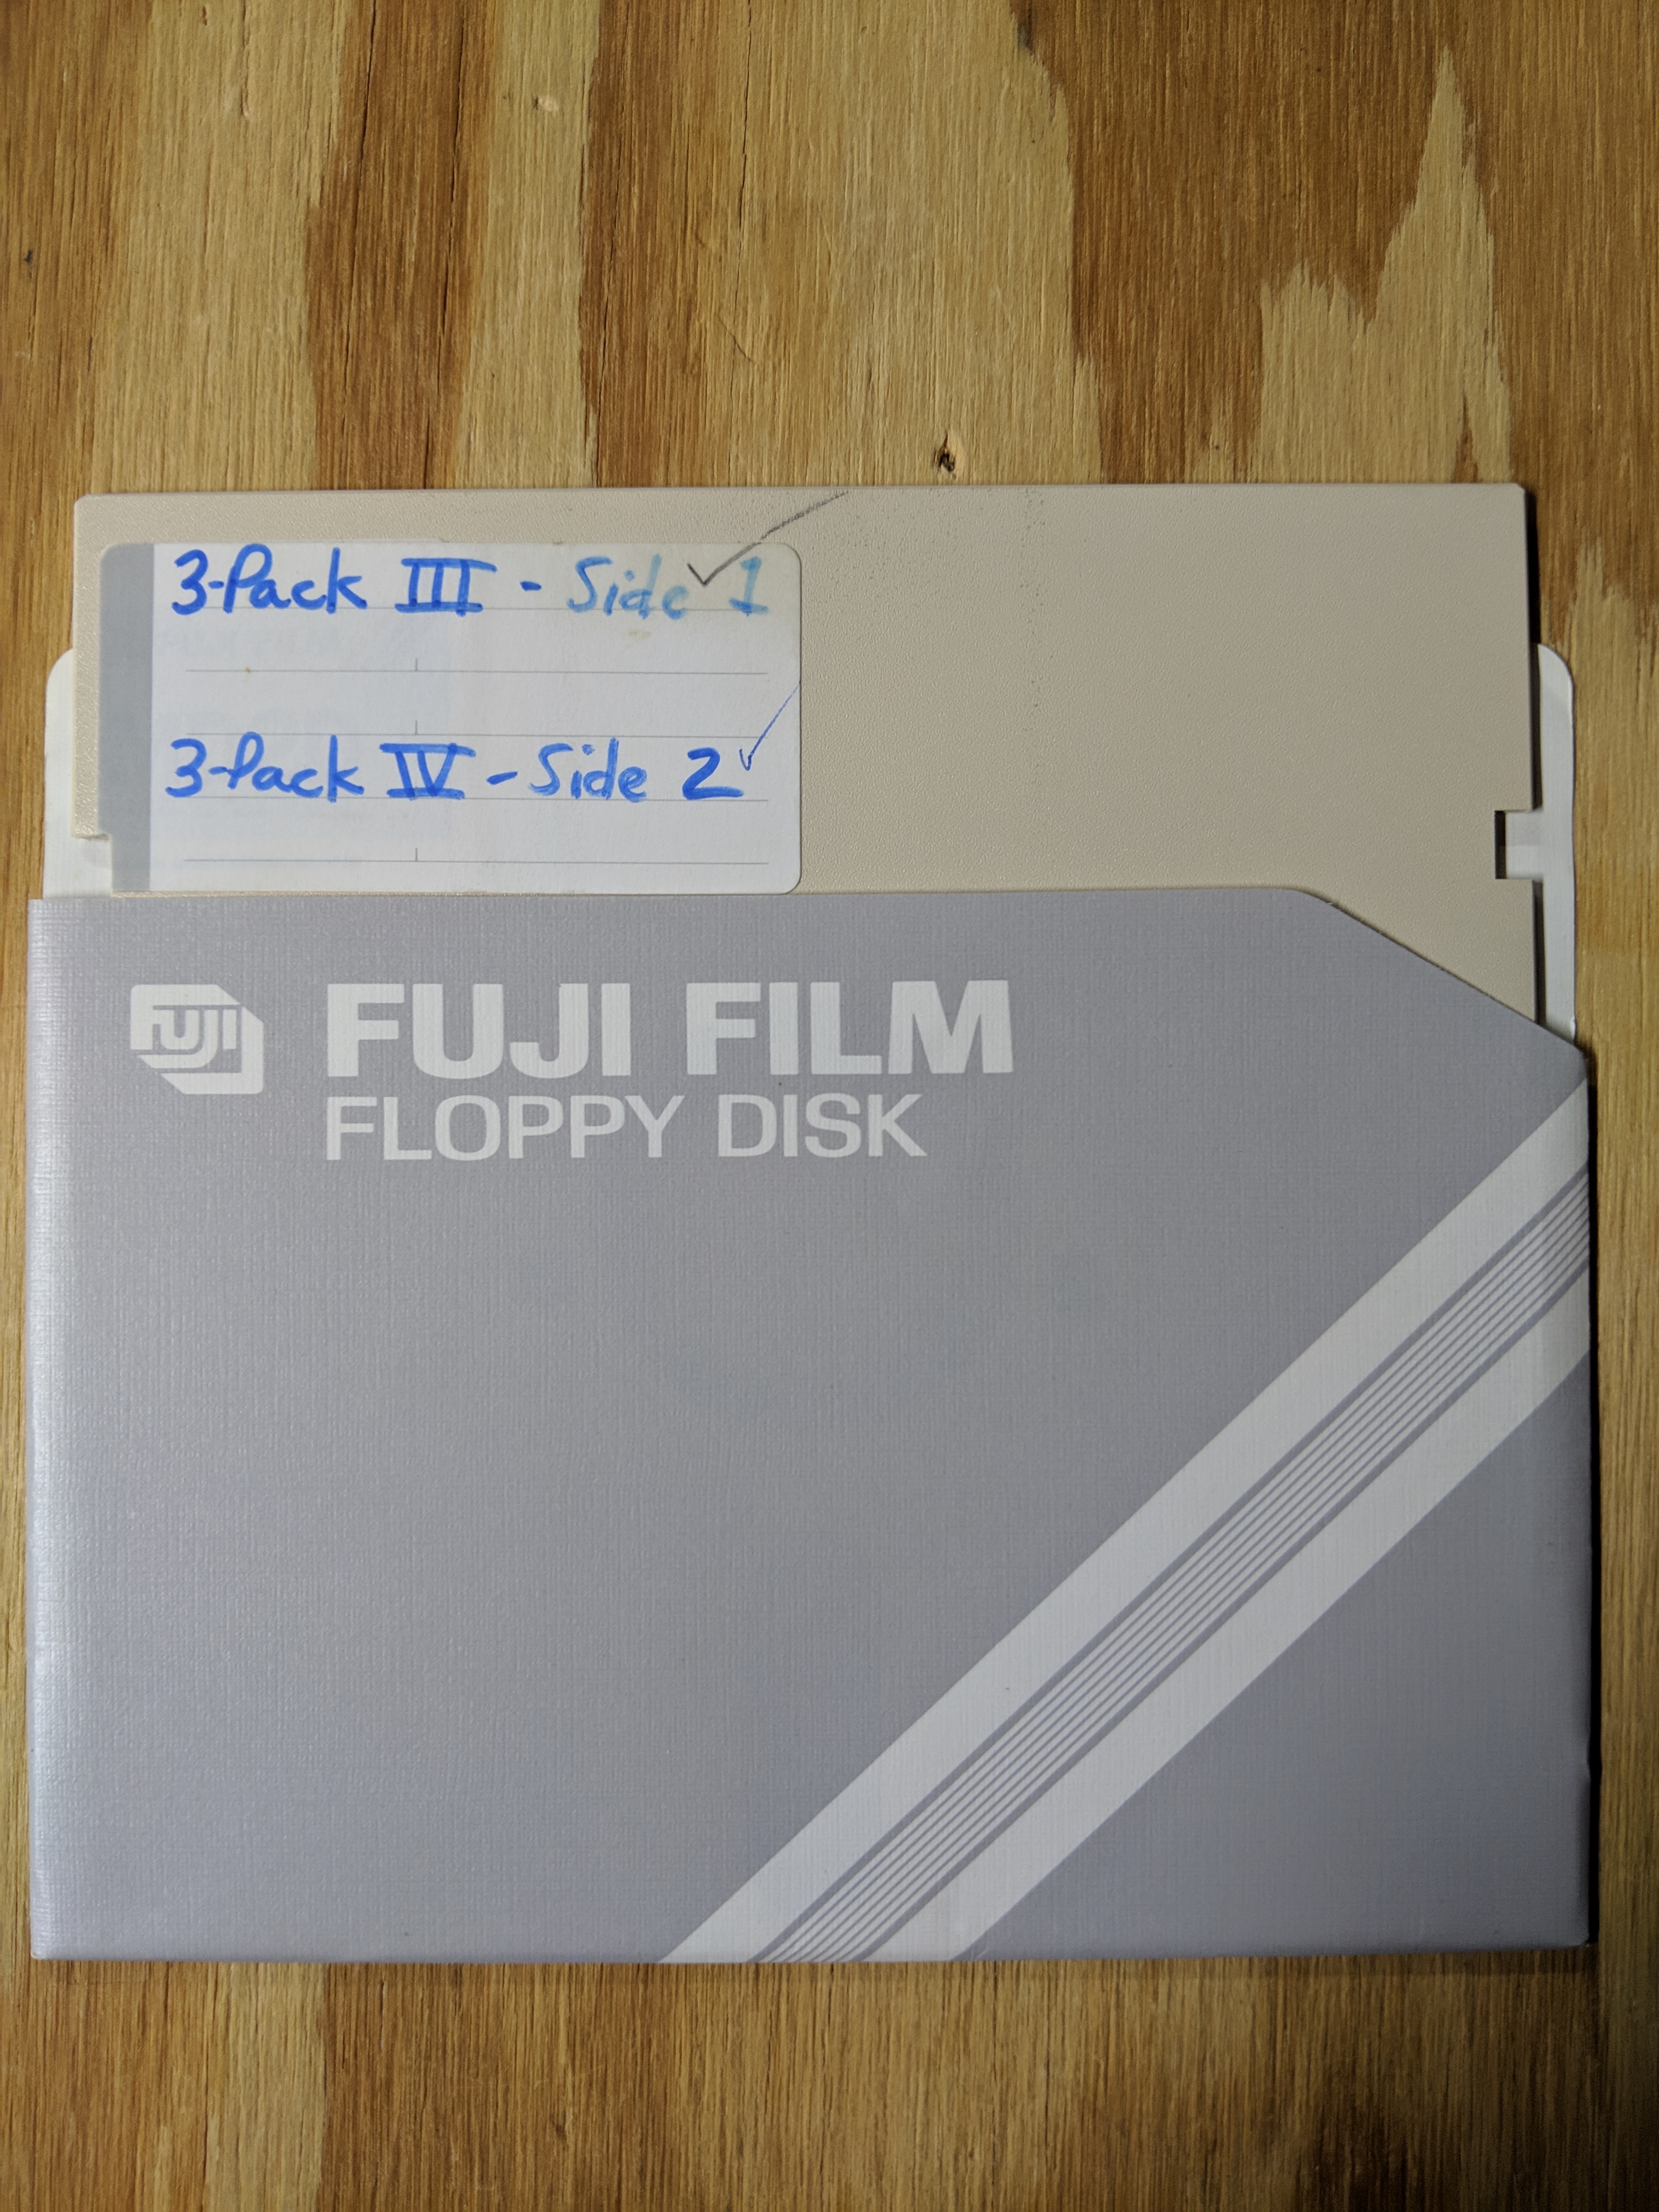 3-Pack III - Side 1
3-Pack IV - Side 2
FUJI
FUJI FILM
FLOPPY DISK